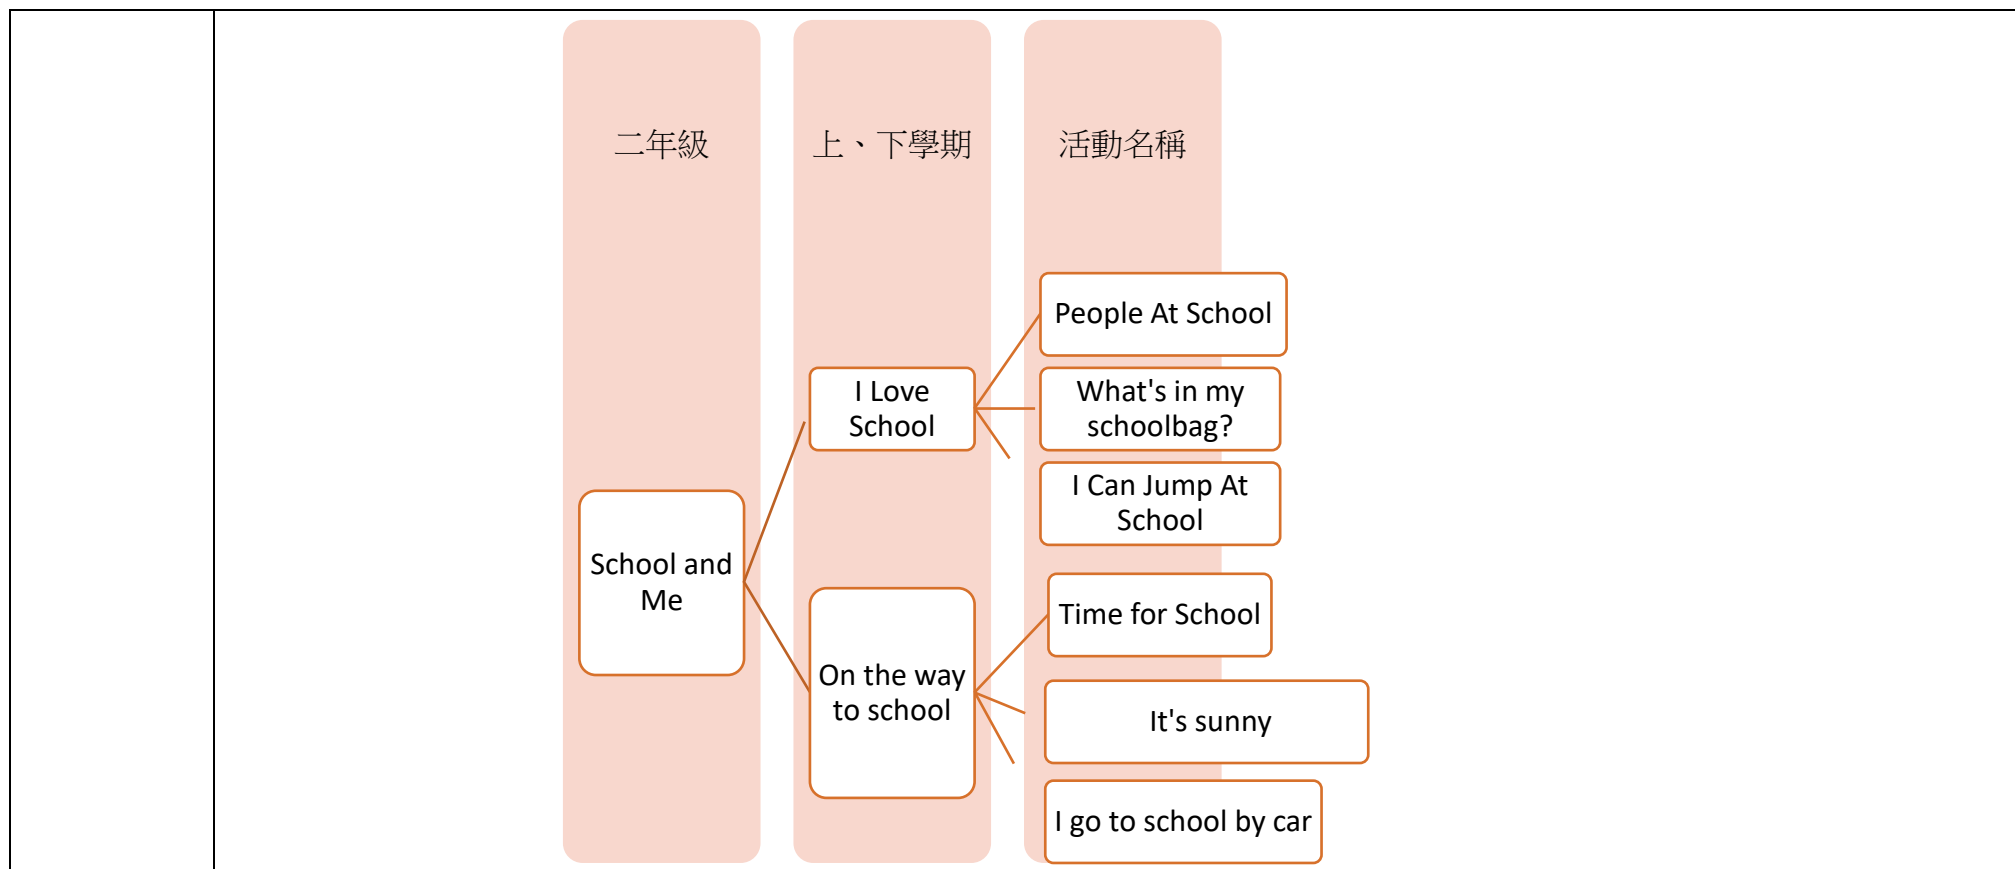 二年級
上、下學期
活動名稱
People At School
I Love
School
What's in my
schoolbag?
I Can Jump At
School
School and
Me
Time for School
On the way
to school
It's sunny
I go to school by car